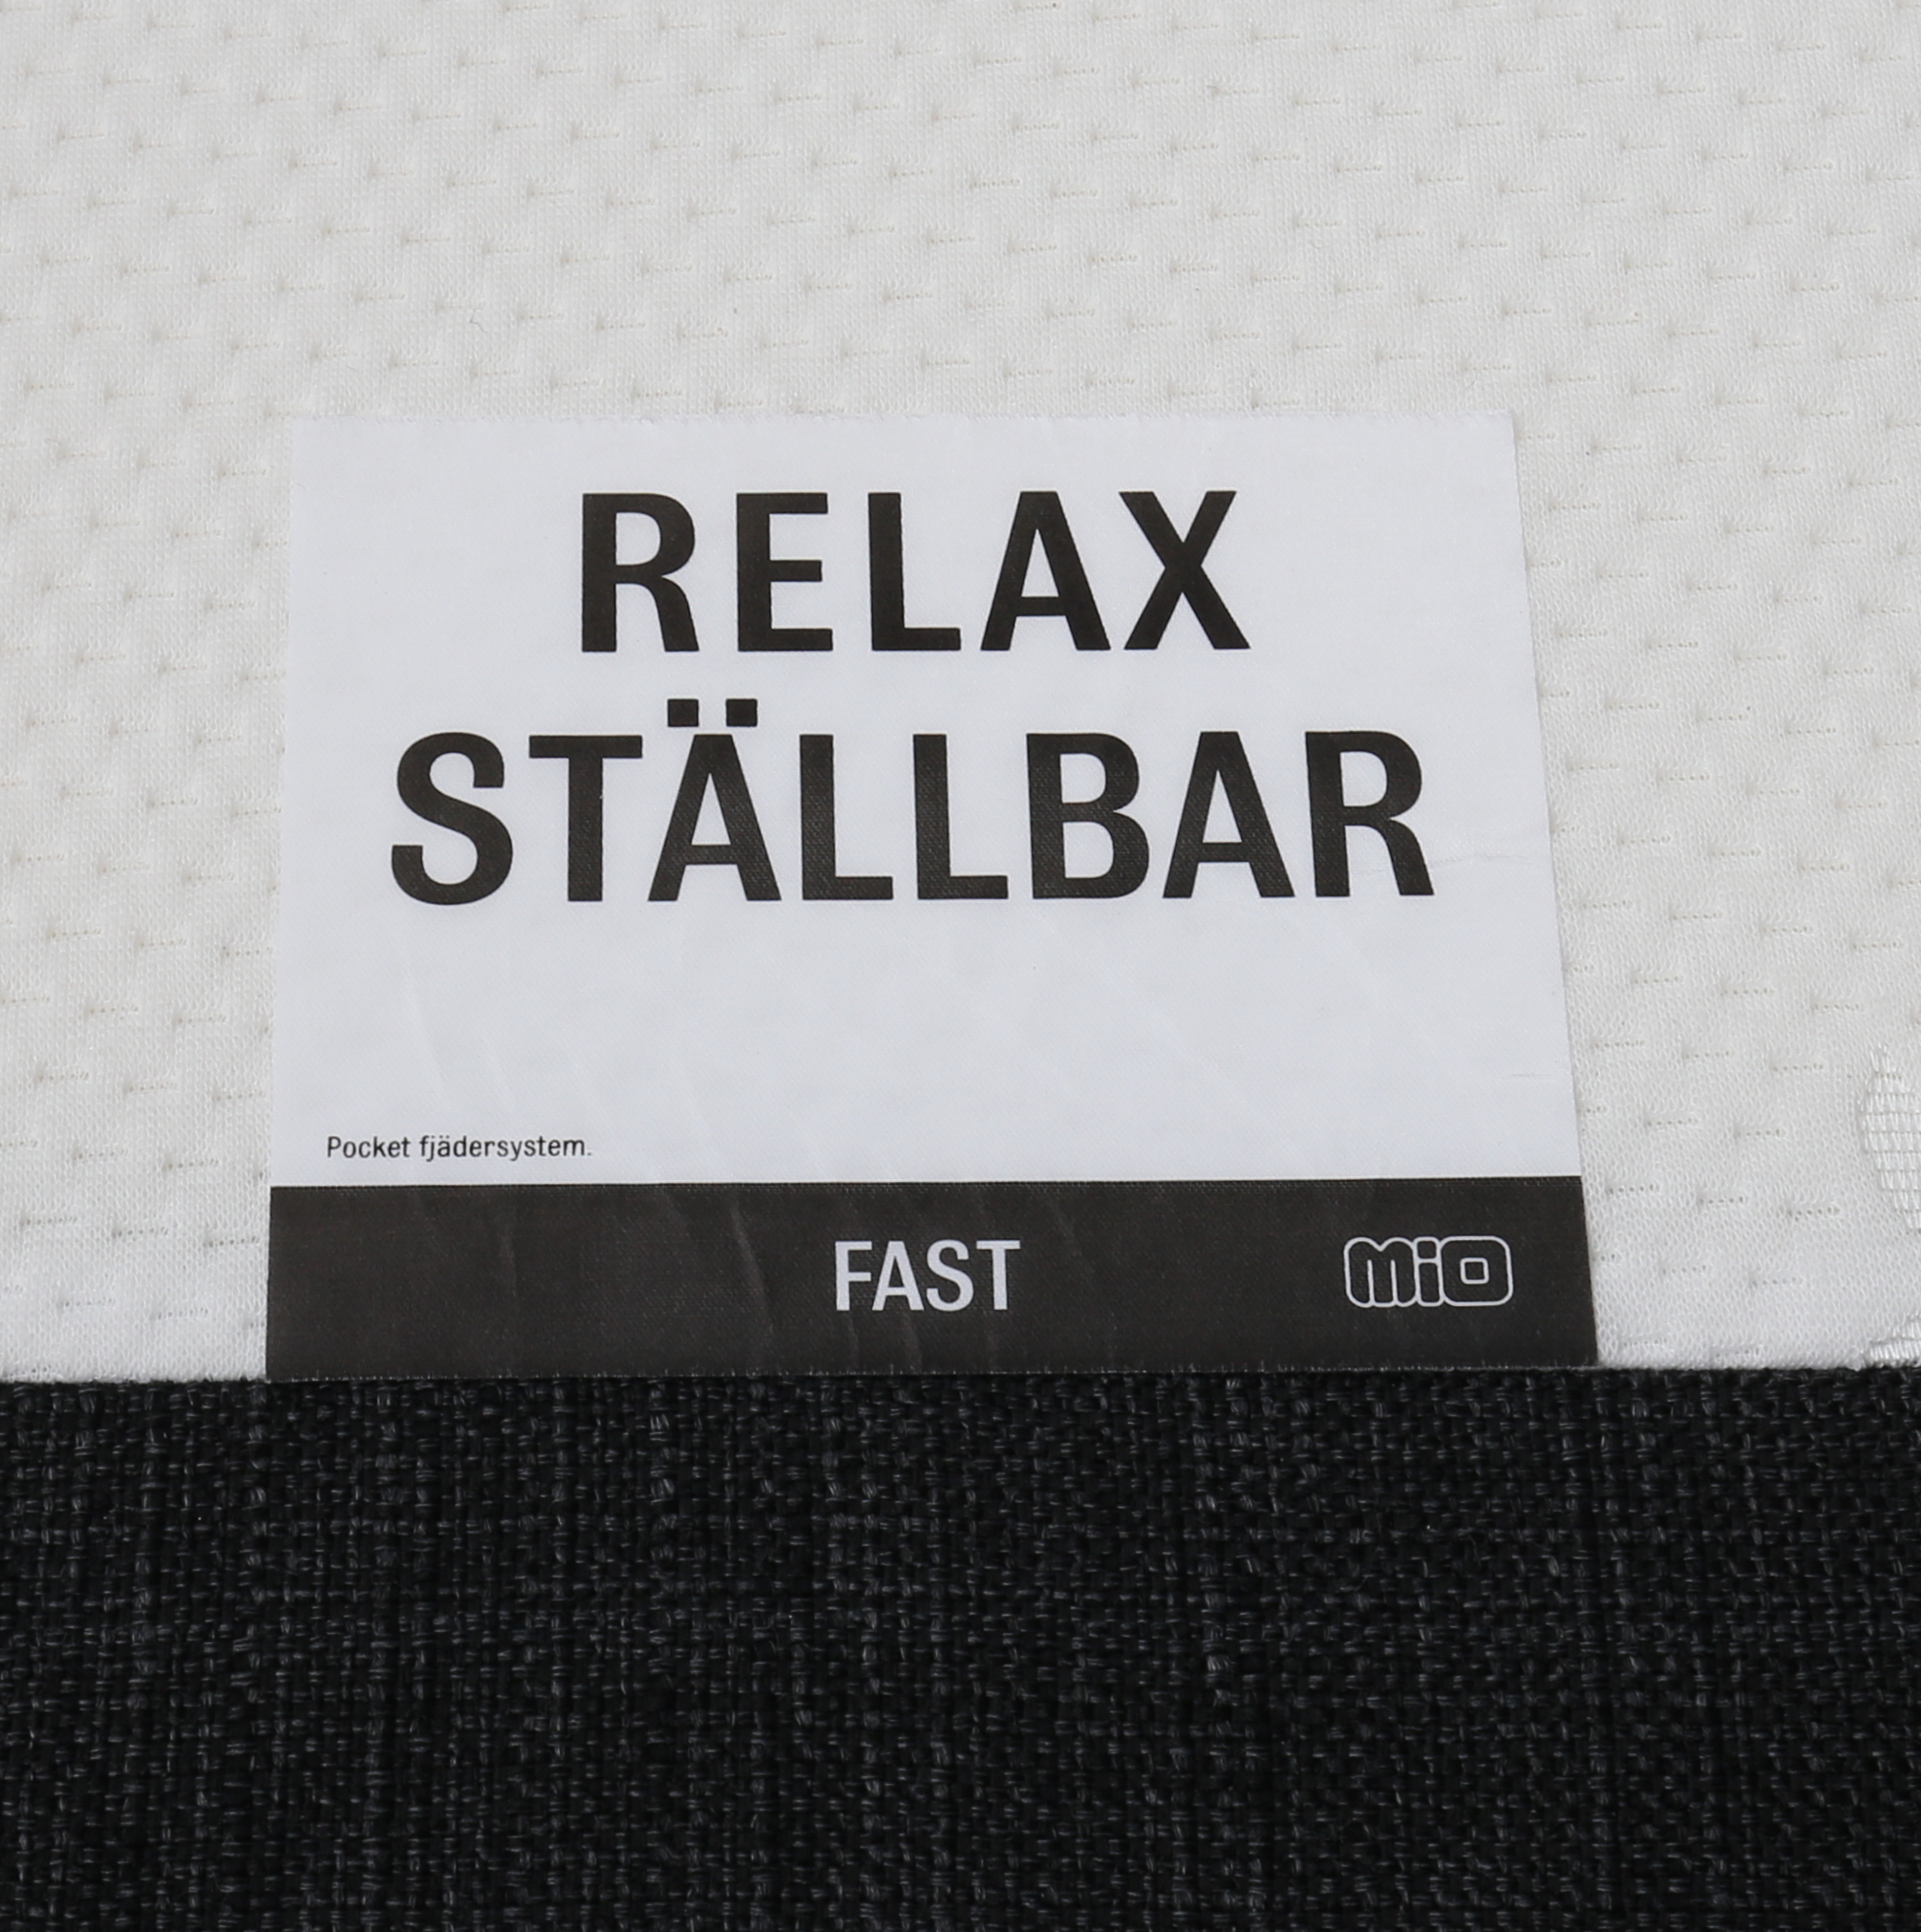 RELAX
STÄLLBAR
Pocket fjädersystem.
FAST
MiO